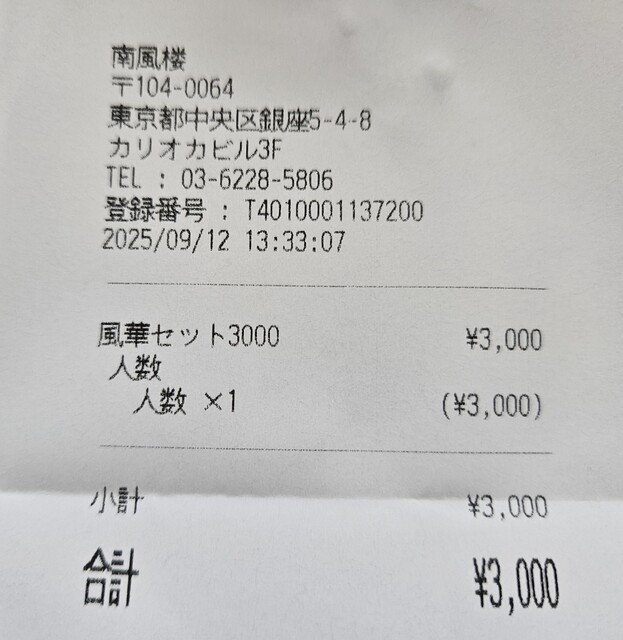 南風楼
〒104-0064
東京都中央区銀座5-4-8
カリオカビル3F
TEL : 03-6228-5806
登録番号 : T4010001137200
2025/09/12 13:33:07
風華セット3000 ¥3,000
人数
人数 ×1 (¥3,000)
小計 ¥3,000
合計 ¥3,000